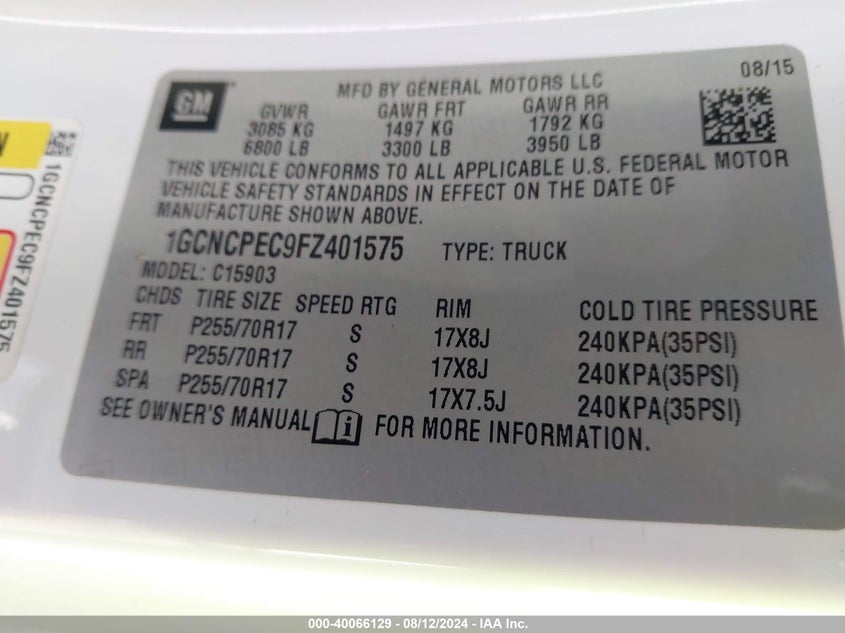 08/15
GM
MFD BY GENERAL MOTORS LLC
GVWR GAWR FRT GAWR RR
3085 KG 1497 KG 1792 KG
6800 LB 3300 LB 3950 LB
THIS VEHICLE CONFORMS TO ALL APPLICABLE U.S. FEDERAL MOTOR
VEHICLE SAFETY STANDARDS IN EFFECT ON THE DATE OF
MANUFACTURE SHOWN ABOVE.
1GCNCPEC9FZ401575 TYPE: TRUCK
MODEL: C15903
CHDS TIRE SIZE SPEED RTG RIM COLD TIRE PRESSURE
FRT P255/70R17 S 17X8J 240KPA(35PSI)
RR P255/70R17 S 17X8J 240KPA(35PSI)
SPA P255/70R17 S 17X7.5J 240KPA(35PSI)
SEE OWNER'S MANUAL i FOR MORE INFORMATION.
1GCNCPEC9FZ401575
000-40066129 - 08/12/2024 - IAA Inc.